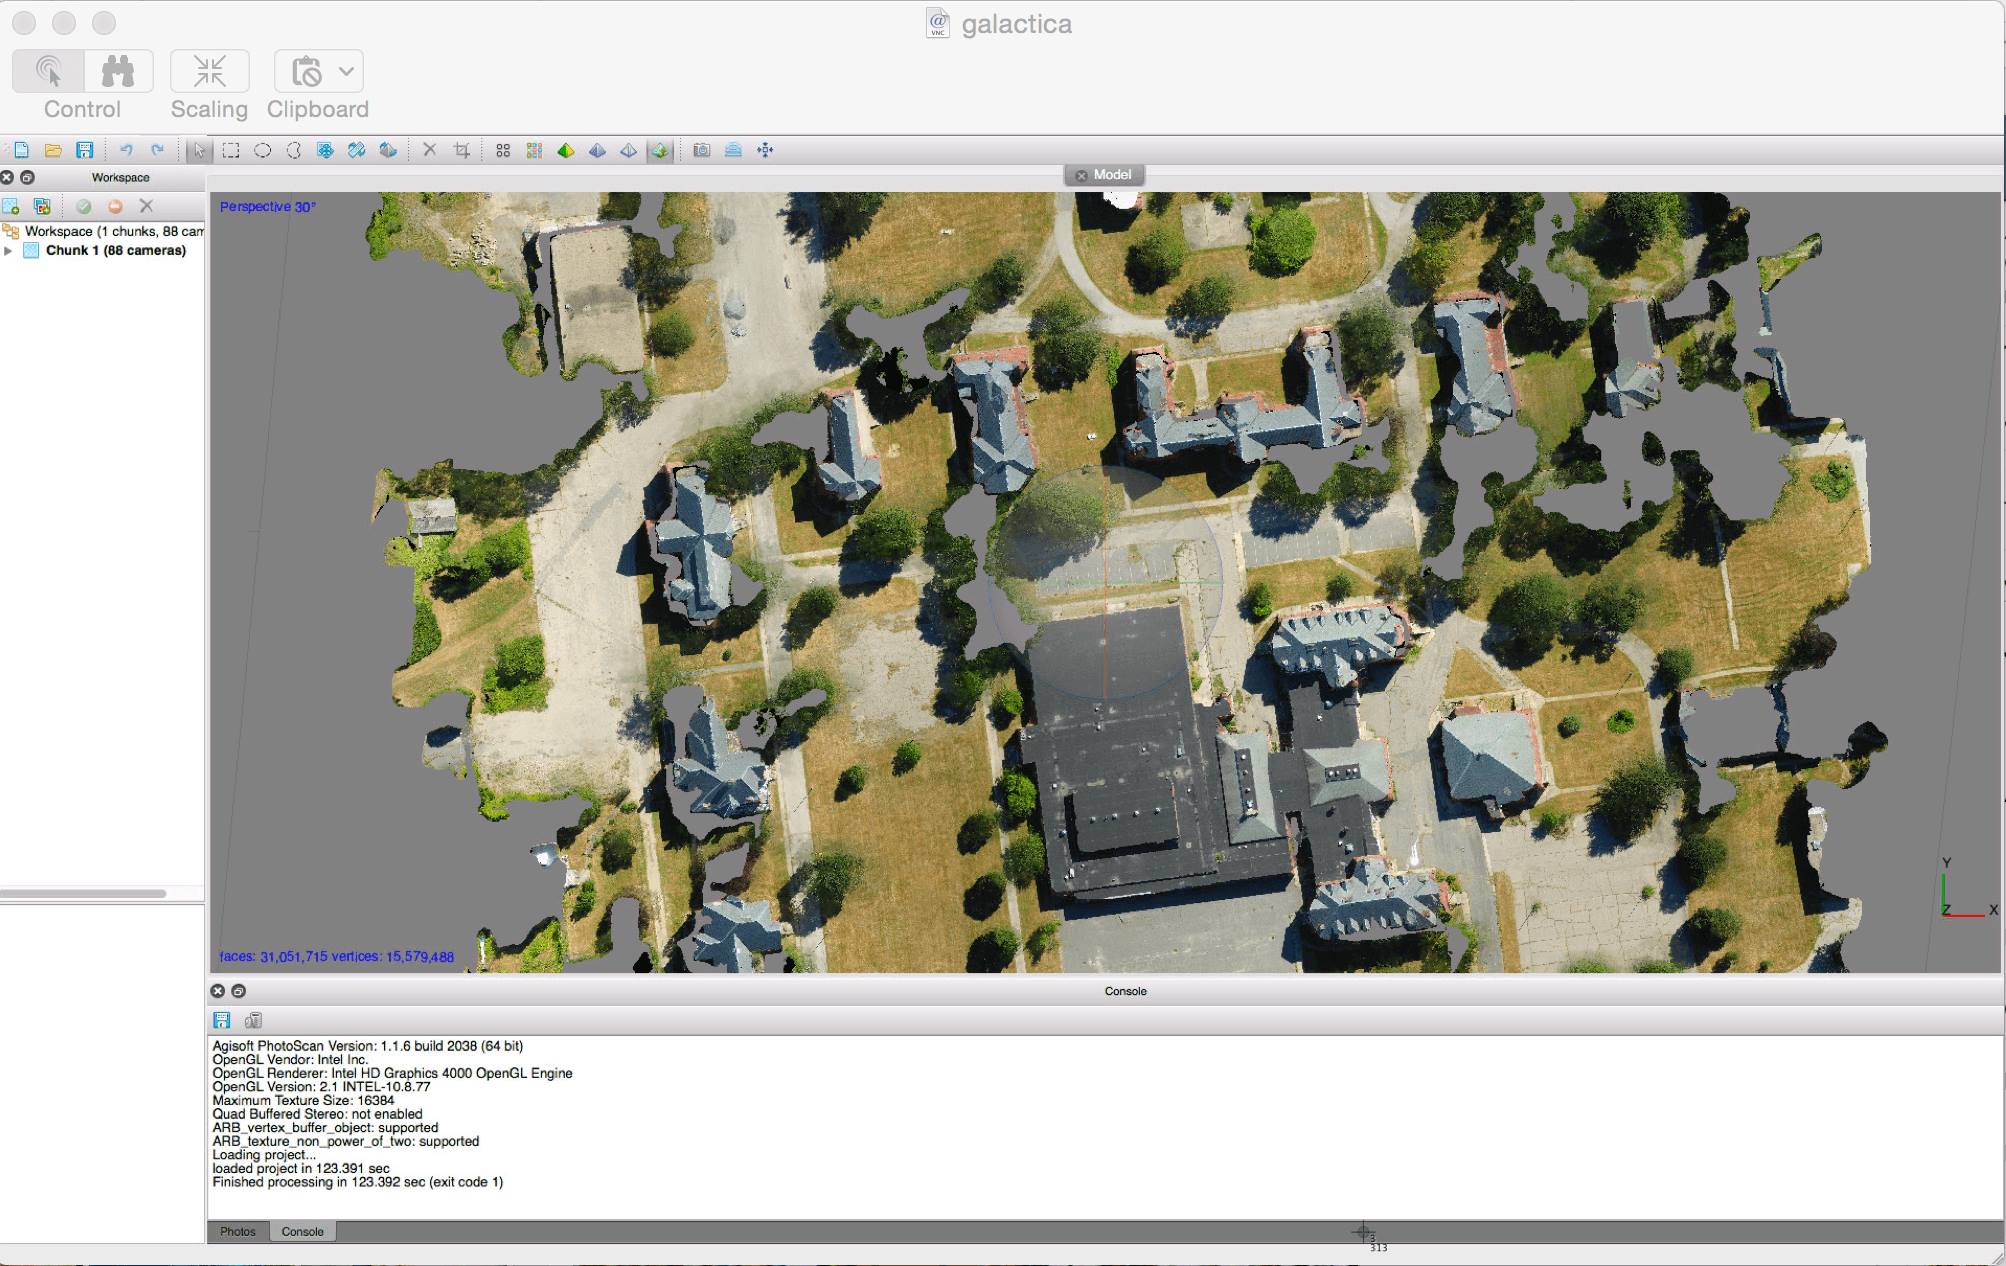 VNC
galactica
Control
Scaling
Clipboard
Workspace
Model
Workspace (1 chunks, 88 cam
Chunk 1 (88 cameras)
Perspective 30°
Y
Z
X
faces: 31,051,715 vertices: 15,579,488
Console
Agisoft PhotoScan Version: 1.1.6 build 2038 (64 bit)
OpenGL Vendor: Intel Inc.
OpenGL Renderer: Intel HD Graphics 4000 OpenGL Engine
OpenGL Version: 2.1 INTEL-10.8.77
Maximum Texture Size: 16384
Quad Buffered Stereo: not enabled
ARB_vertex_buffer_object: supported
ARB_texture_non_power_of_two: supported
Loading project...
loaded project in 123.391 sec
Finished processing in 123.392 sec (exit code 1)
Photos
Console
3
313